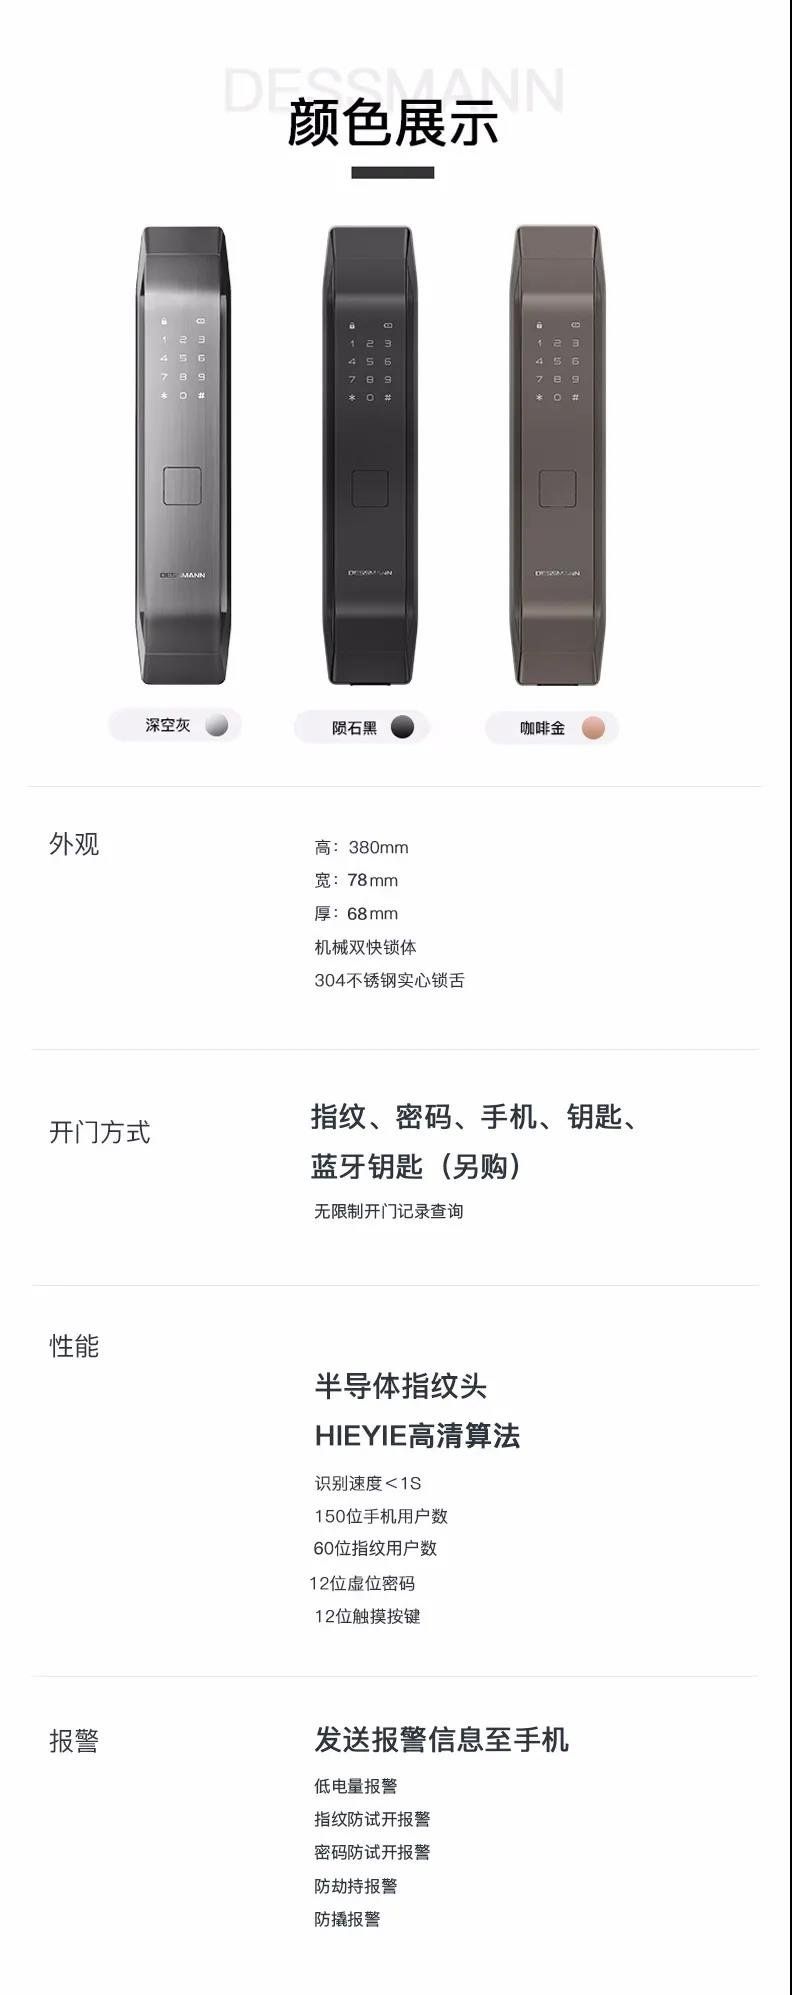 DESSMANN
颜色展示
1 2 3
4 5 6
7 8 9
* 0 #
DESSMANN
1 2 3
4 5 6
7 8 9
* 0 #
DESSMANN
1 2 3
4 5 6
7 8 9
* 0 #
DESSMANN
深空灰
陨石黑
咖啡金
外观
高：380mm
宽：78mm
厚：68mm
机械双快锁体
304不锈钢实心锁舌
开门方式
指纹、密码、手机、钥匙、
蓝牙钥匙（另购）
无限制开门记录查询
性能
半导体指纹头
HIEYIE高清算法
识别速度＜1S
150位手机用户数
60位指纹用户数
12位虚位密码
12位触摸按键
报警
发送报警信息至手机
低电量报警
指纹防试开报警
密码防试开报警
防劫持报警
防撬报警